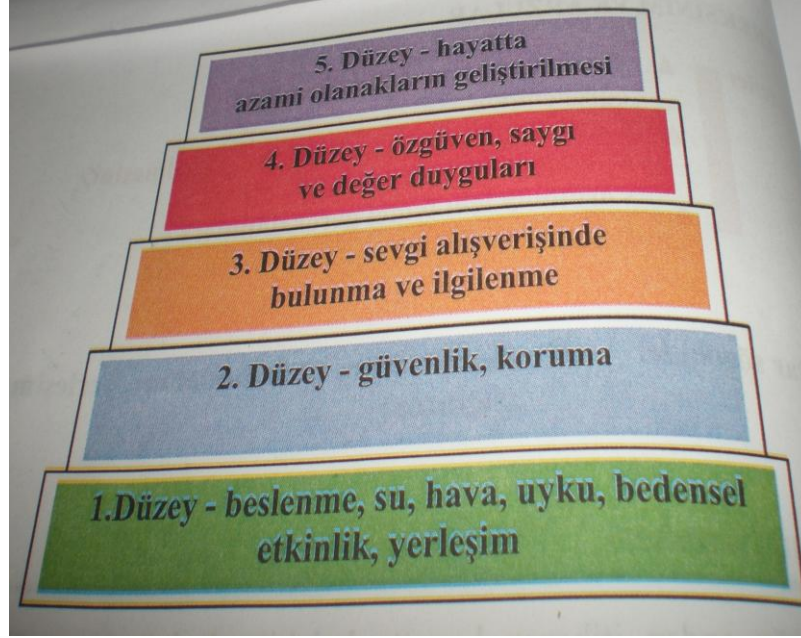 5. Düzey - hayatta
azami olanakların geliştirilmesi
4. Düzey - özgüven, saygı
ve değer duyguları
3. Düzey - sevgi alışverişinde
bulunma ve ilgilenme
2. Düzey - güvenlik, koruma
1.Düzey - beslenme, su, hava, uyku, bedensel
etkinlik, yerleşim